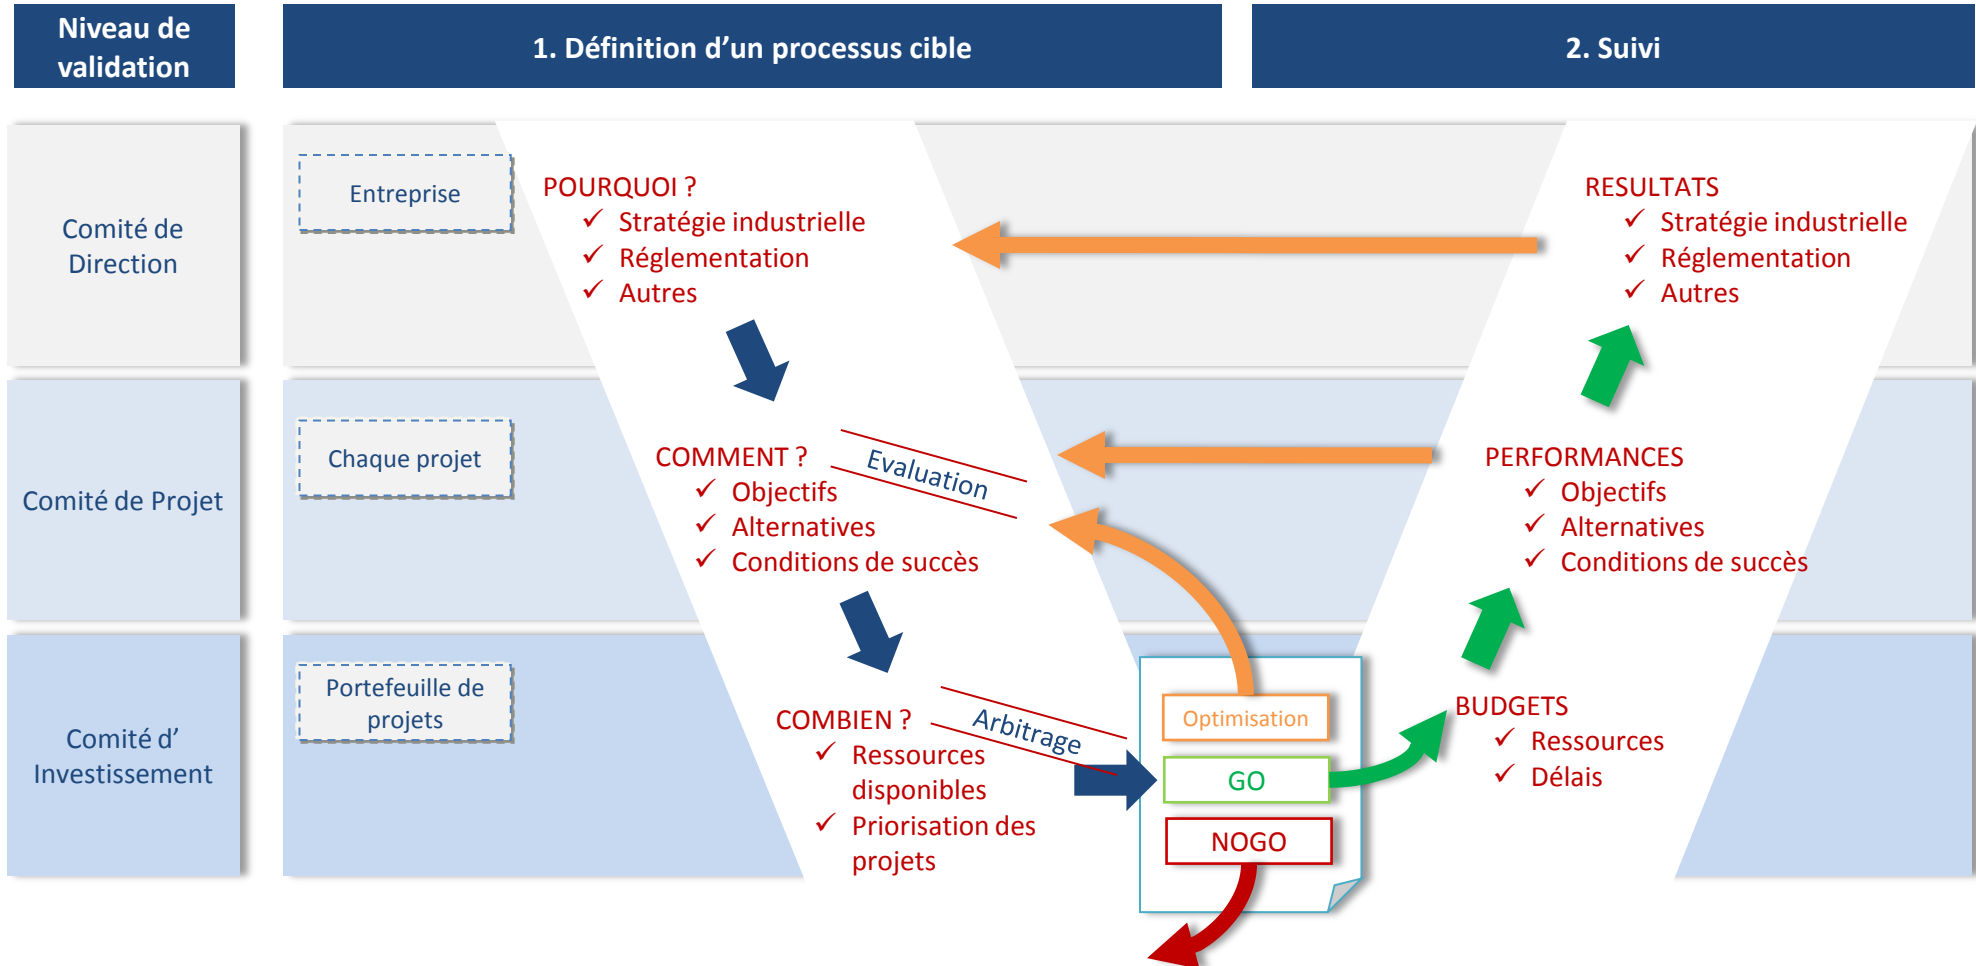 Niveau de
validation
1. Définition d’un processus cible
2. Suivi
Comité de
Direction
Entreprise
POURQUOI ?
✓ Stratégie industrielle
✓ Réglementation
✓ Autres
RESULTATS
✓ Stratégie industrielle
✓ Réglementation
✓ Autres
Comité de Projet
Chaque projet
COMMENT ?
✓ Objectifs
✓ Alternatives
✓ Conditions de succès
Evaluation
PERFORMANCES
✓ Objectifs
✓ Alternatives
✓ Conditions de succès
Comité d’
Investissement
Portefeuille de
projets
COMBIEN ?
✓ Ressources
disponibles
✓ Priorisation des
projets
Arbitrage
Optimisation
GO
NOGO
BUDGETS
✓ Ressources
✓ Délais